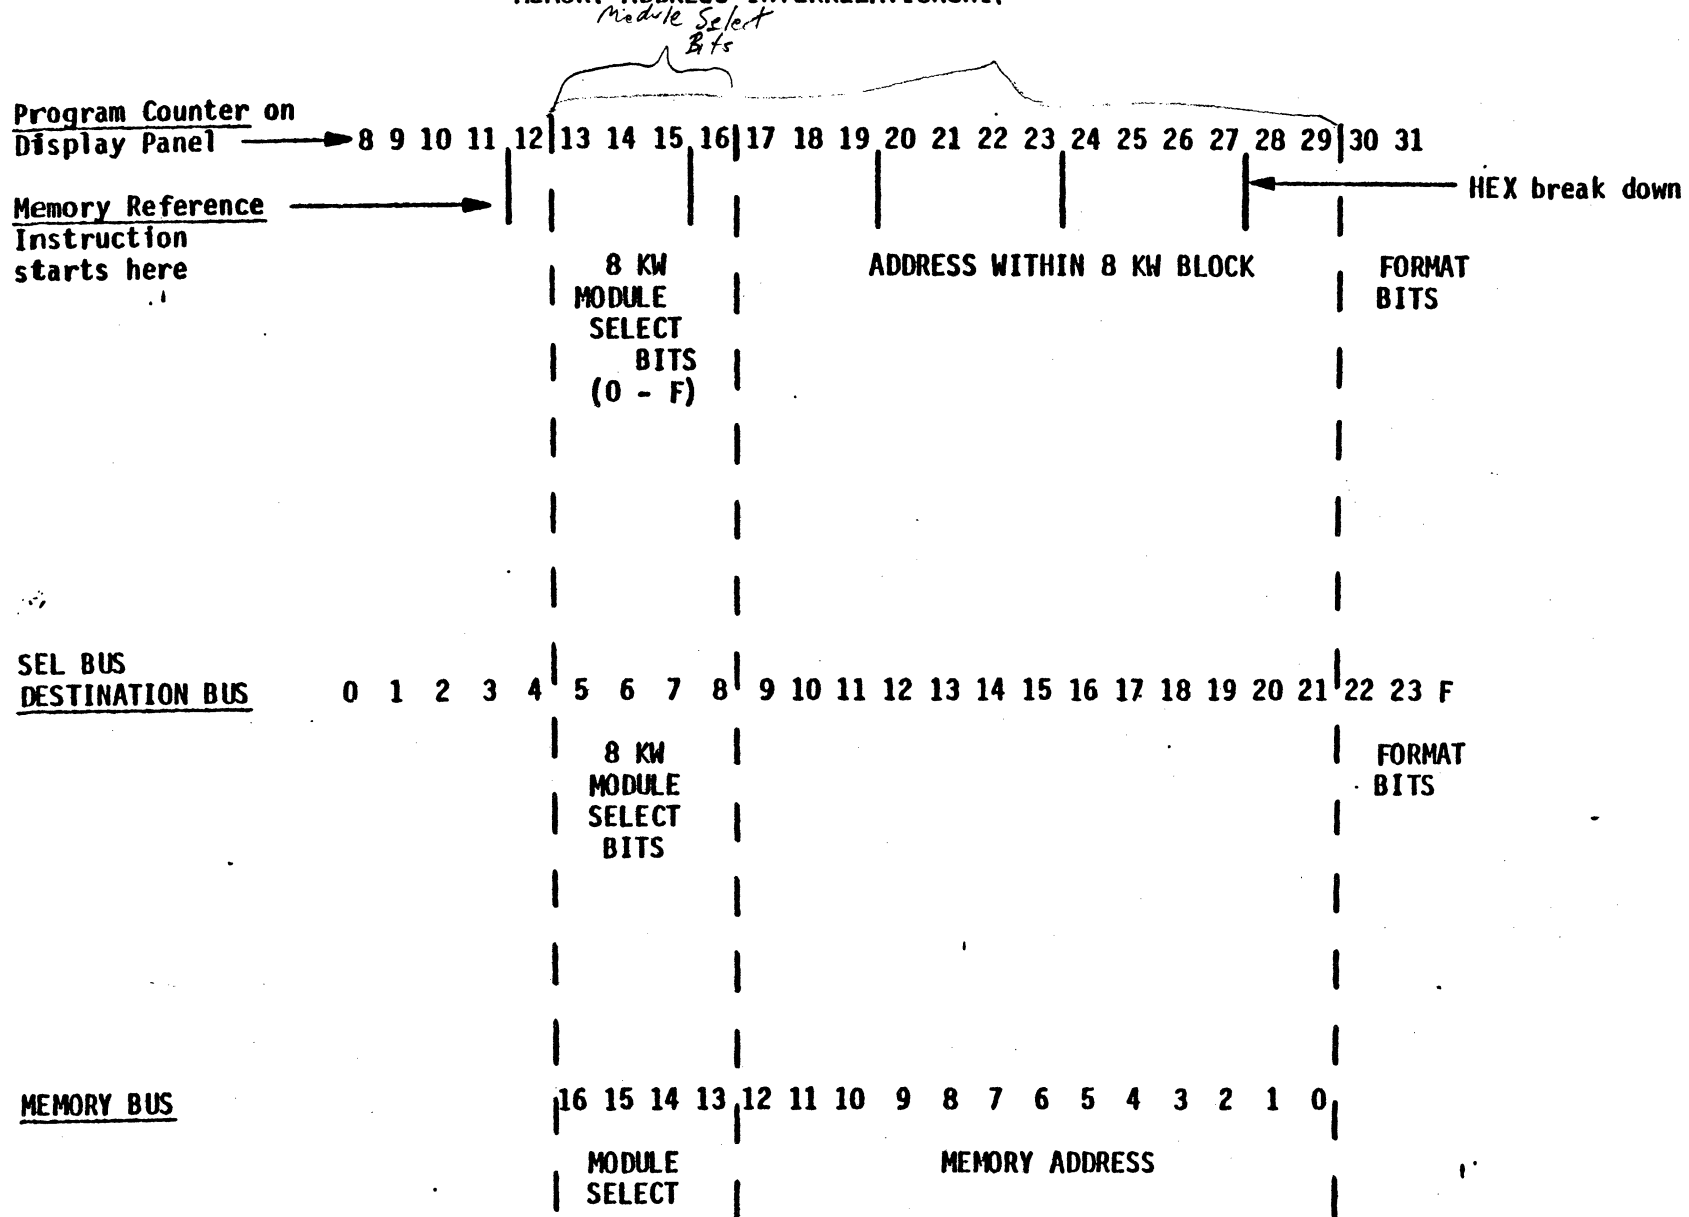 MEMORY ADDRESS INTERRELATIONSHIP
Module Select
Bits
Program Counter on
Display Panel 8 9 10 11 12 13 14 15 16 17 18 19 20 21 22 23 24 25 26 27 28 29 30 31
HEX break down
Memory Reference
Instruction
starts here
8 KW
MODULE
SELECT
BITS
(0 - F)
ADDRESS WITHIN 8 KW BLOCK
FORMAT
BITS
SEL BUS
DESTINATION BUS 0 1 2 3 4 5 6 7 8 9 10 11 12 13 14 15 16 17 18 19 20 21 22 23 F
8 KW
MODULE
SELECT
BITS
FORMAT
BITS
MEMORY BUS 16 15 14 13 12 11 10 9 8 7 6 5 4 3 2 1 0
MODULE
SELECT
MEMORY ADDRESS